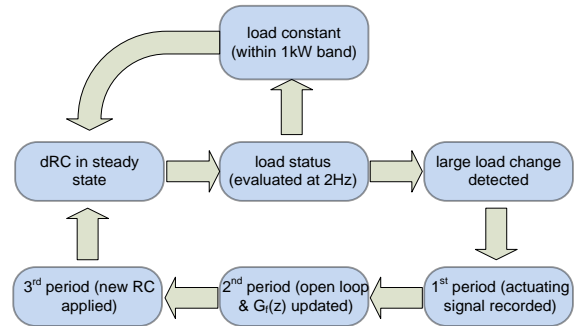 load constant
(within 1kW band)
dRC in steady
state
load status
(evaluated at 2Hz)
large load change
detected
3rd period (new RC
applied)
2nd period (open loop
& Gf(z) updated)
1st period (actuating
signal recorded)